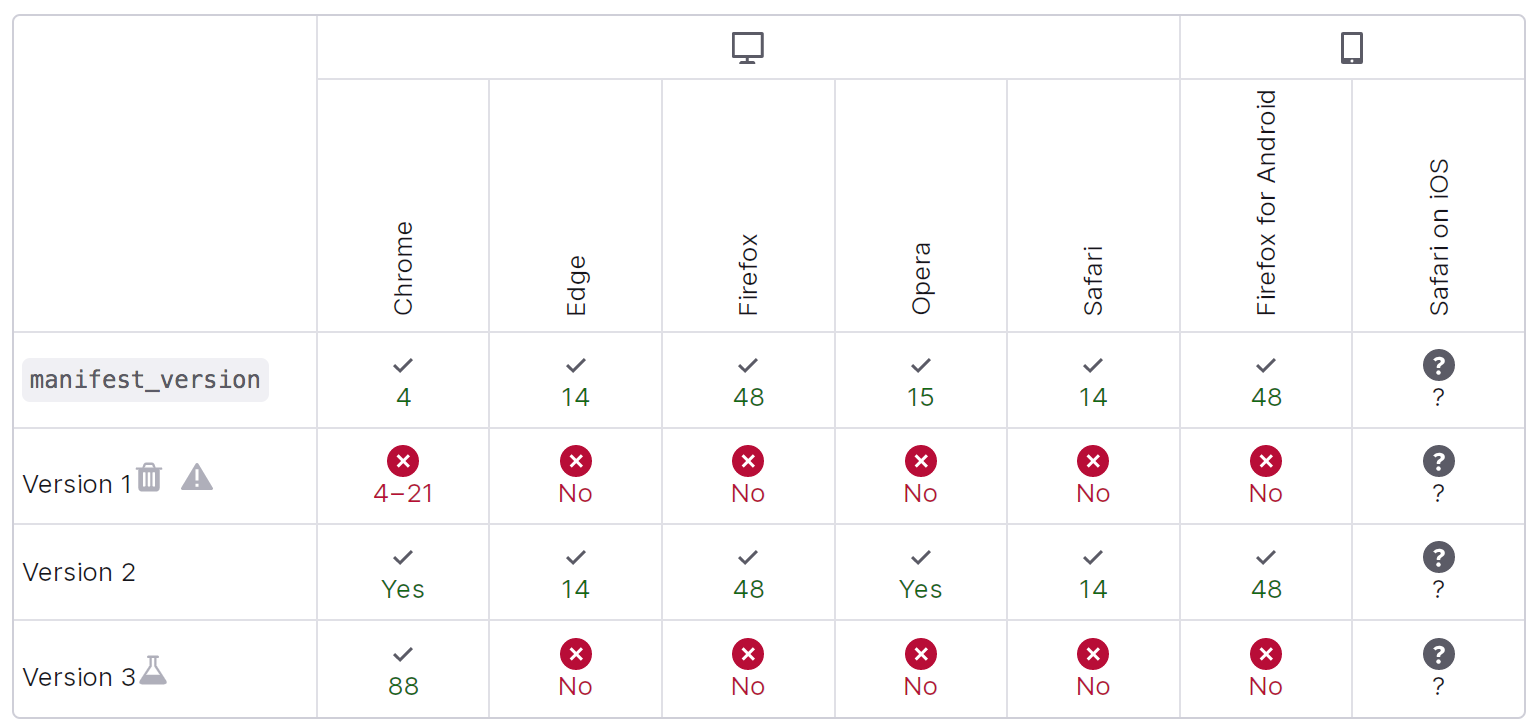 Chrome
Edge
Firefox
Opera
Safari
Firefox for Android
Safari on iOS
manifest_version 4 14 48 15 14 48 ?
Version 1 4–21 No No No No No ?
Version 2 Yes 14 48 Yes 14 48 ?
Version 3 88 No No No No No ?